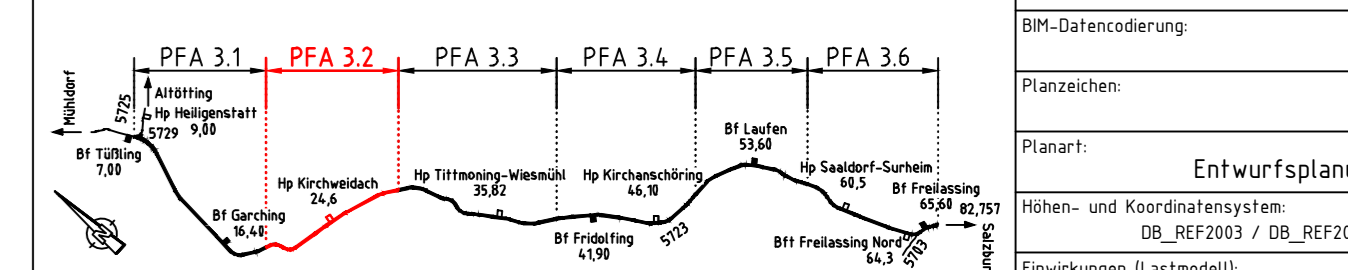 PFA 3.1
PFA 3.2
PFA 3.3
PFA 3.4
PFA 3.5
PFA 3.6
Mühldorf
5725
Altötting
Hp Heiligenstatt
9,00
5729
Bf Tüßling
7,00
Bf Garching
16,40
Hp Kirchweidach
24,6
Hp Tittmoning-Wiesmühl
35,82
Bf Fridolfing
41,90
Hp Kirchanschöring
46,10
5723
Bf Laufen
53,60
Hp Saaldorf-Surheim
60,5
Bft Freilassing Nord
64,3
5703
Bf Freilassing
65,60
82,757
BIM-Datencodierung:
Planzeichen:
Planart:
Höhen- und Koordinatensystem:
DB_REF2003 /